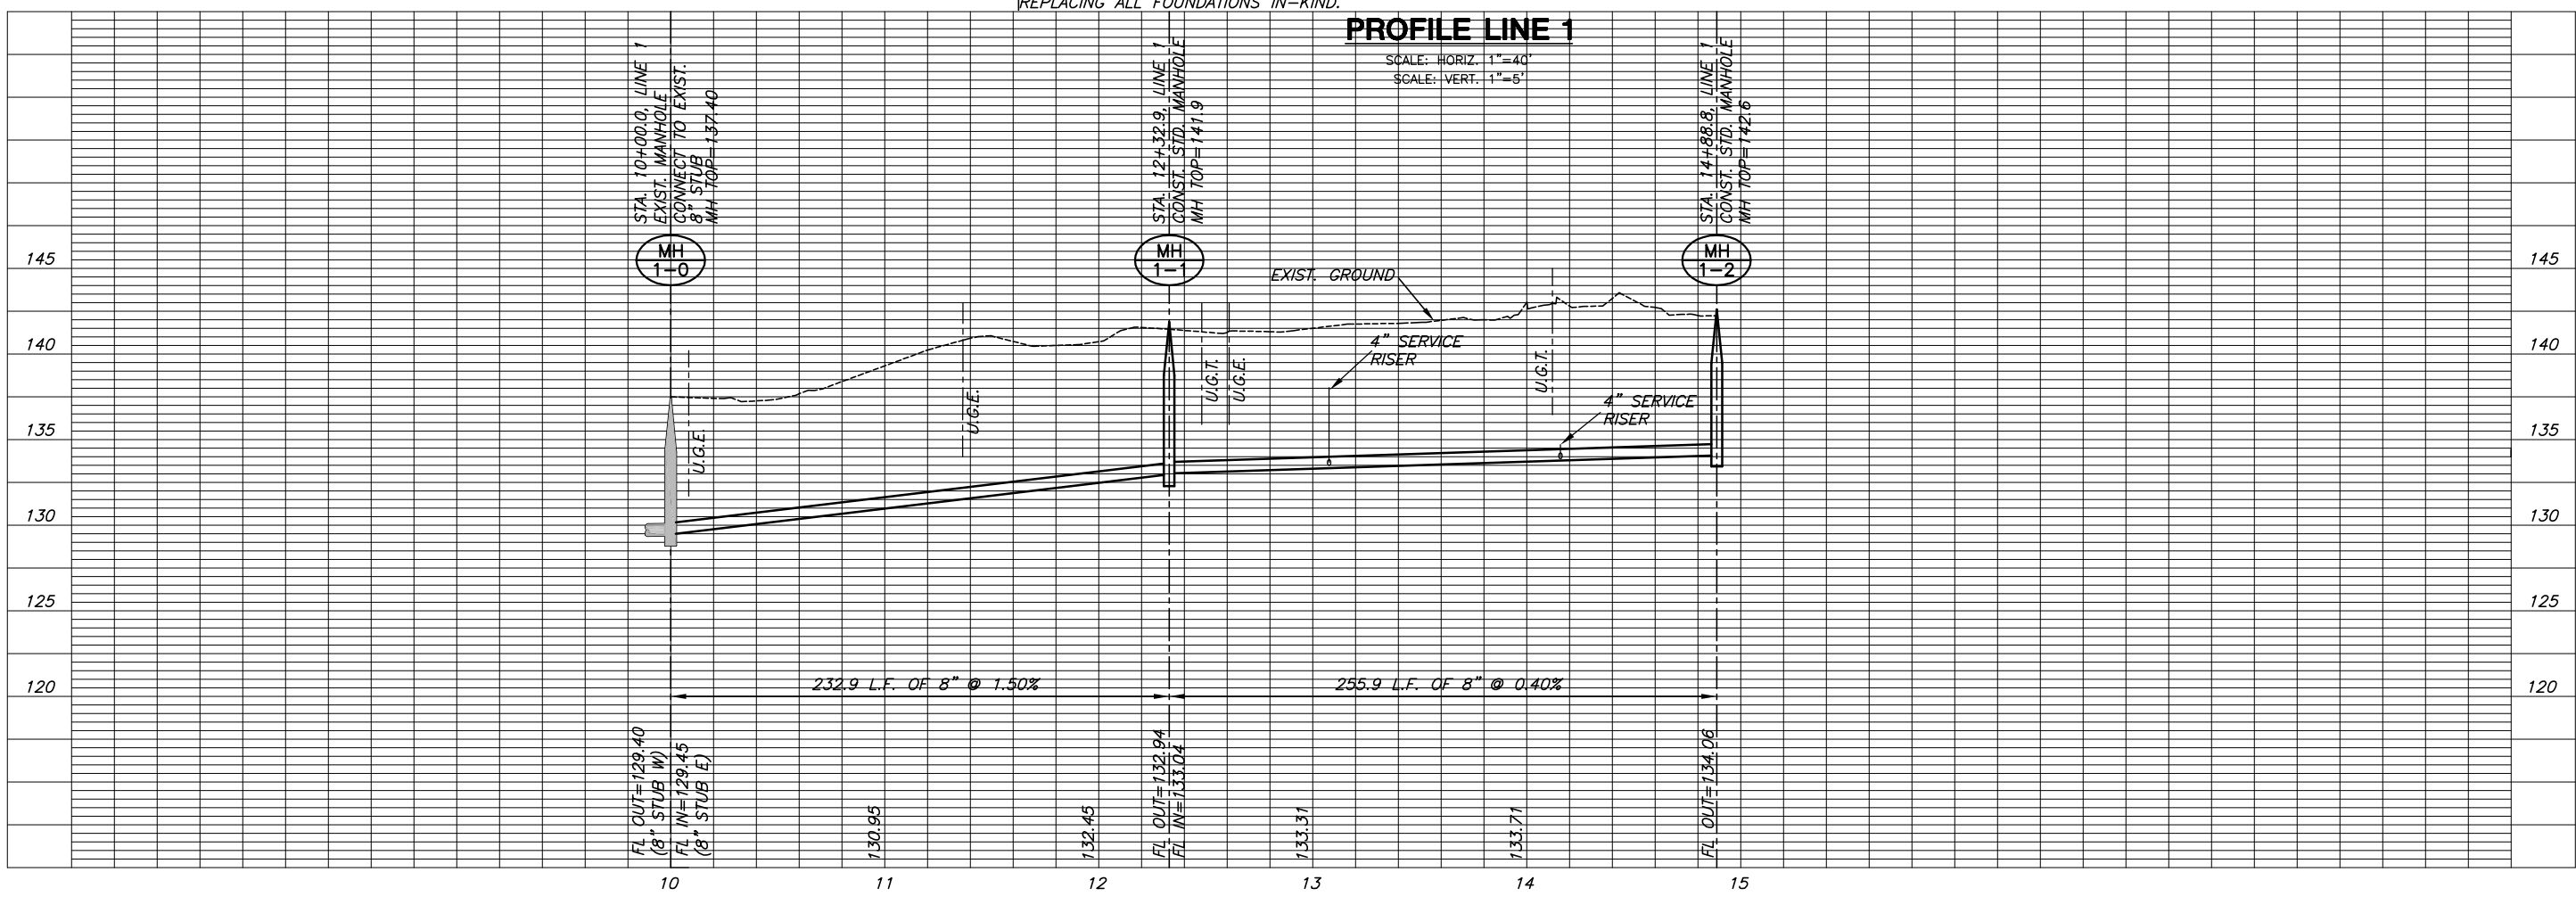 REPLACING ALL FOUNDATIONS IN-KIND.
PROFILE LINE 1
SCALE: HORIZ. 1"=40'
SCALE: VERT. 1"=5'
STA. 10+00.0, LINE 1
EXIST. MANHOLE
CONNECT TO EXIST.
8" STUB
MH TOP=137.40
STA. 12+32.9, LINE 1
CONST. STD. MANHOLE
MH TOP=141.9
STA. 14+88.8, LINE 1
CONST. STD. MANHOLE
MH TOP=142.6
MH
1-0
MH
1-1
MH
1-2
145
145
EXIST. GROUND
140
140
4" SERVICE
RISER
U.G.T.
U.G.E.
U.G.T.
U.G.E.
4" SERVICE
RISER
135
135
U.G.E.
130
130
125
125
120
120
232.9 L.F. OF 8" @ 1.50%
255.9 L.F. OF 8" @ 0.40%
FL OUT=129.40
(8" STUB W)
FL IN=129.45
(8" STUB E)
130.95
132.45
FL OUT=132.94
FL IN=133.04
133.31
133.71
FL OUT=134.06
10
11
12
13
14
15